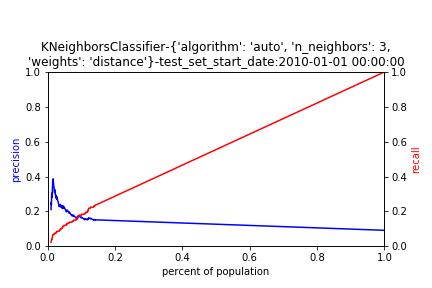 KNeighborsClassifier-{'algorithm': 'auto', 'n_neighbors': 3,
'weights': 'distance'}-test_set_start_date:2010-01-01 00:00:00
1.0
0.8
0.6
0.4
0.2
0.0
precision
1.0
0.8
0.6
0.4
0.2
0.0
recall
0.0 0.2 0.4 0.6 0.8 1.0
percent of population